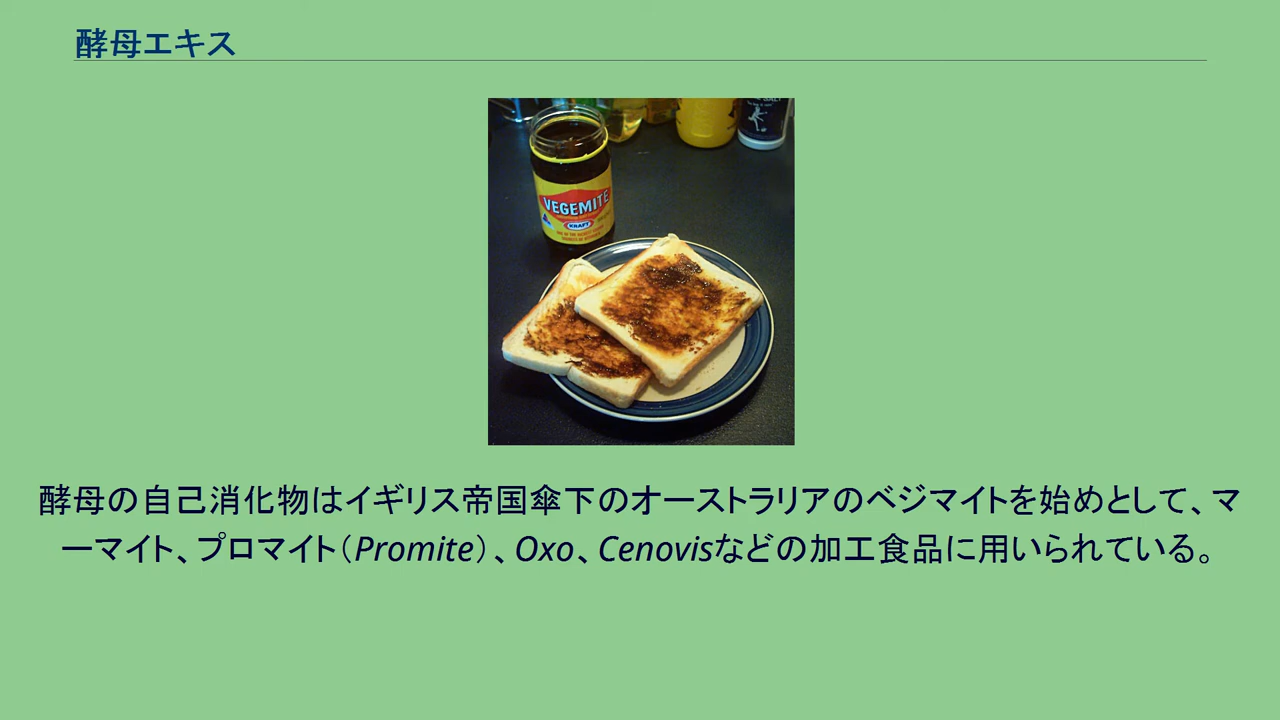 酵母エキス
VEGEMITE
KRAFT
酵母の自己消化物はイギリス帝国傘下のオーストラリアのベジマイトを始めとして、マ
ーマイト、プロマイト（Promite）、Oxo、Cenovisなどの加工食品に用いられている。